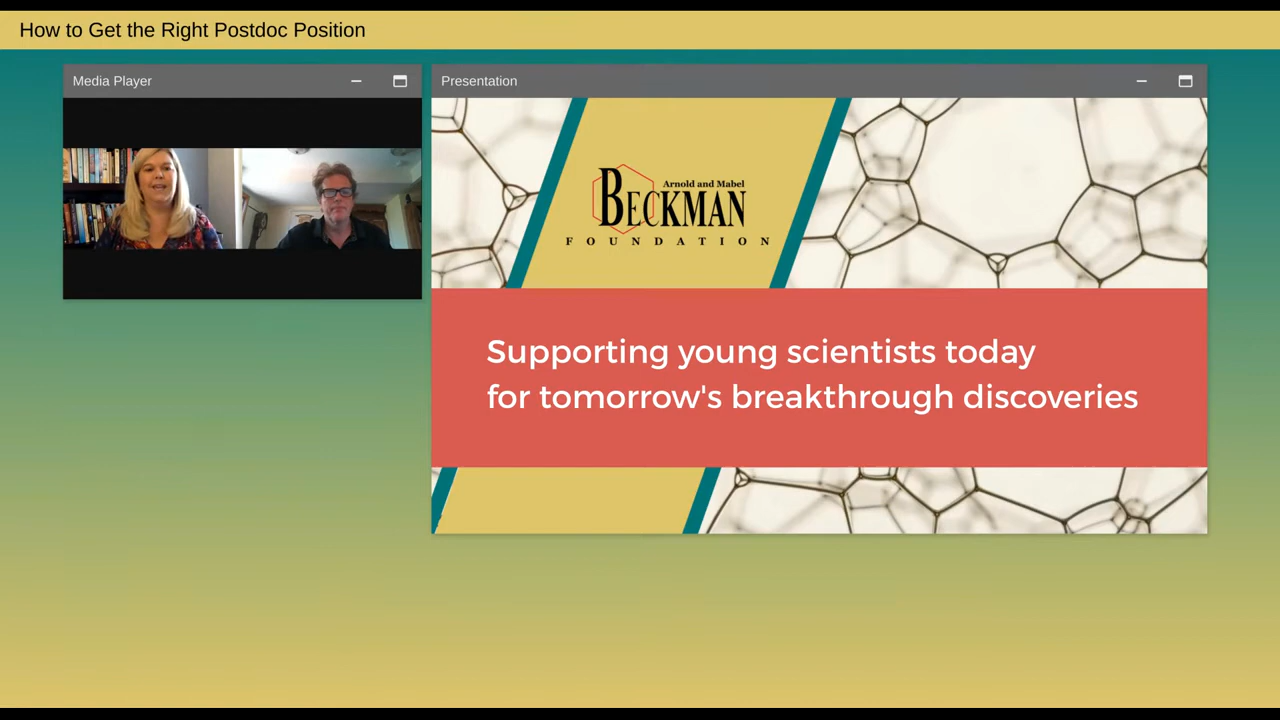 How to Get the Right Postdoc Position
Media Player
Presentation
Arnold and Mabel
BECKMAN
FOUNDATION
Supporting young scientists today
for tomorrow's breakthrough discoveries